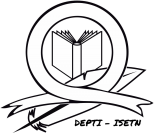 DEPTI - ISETN